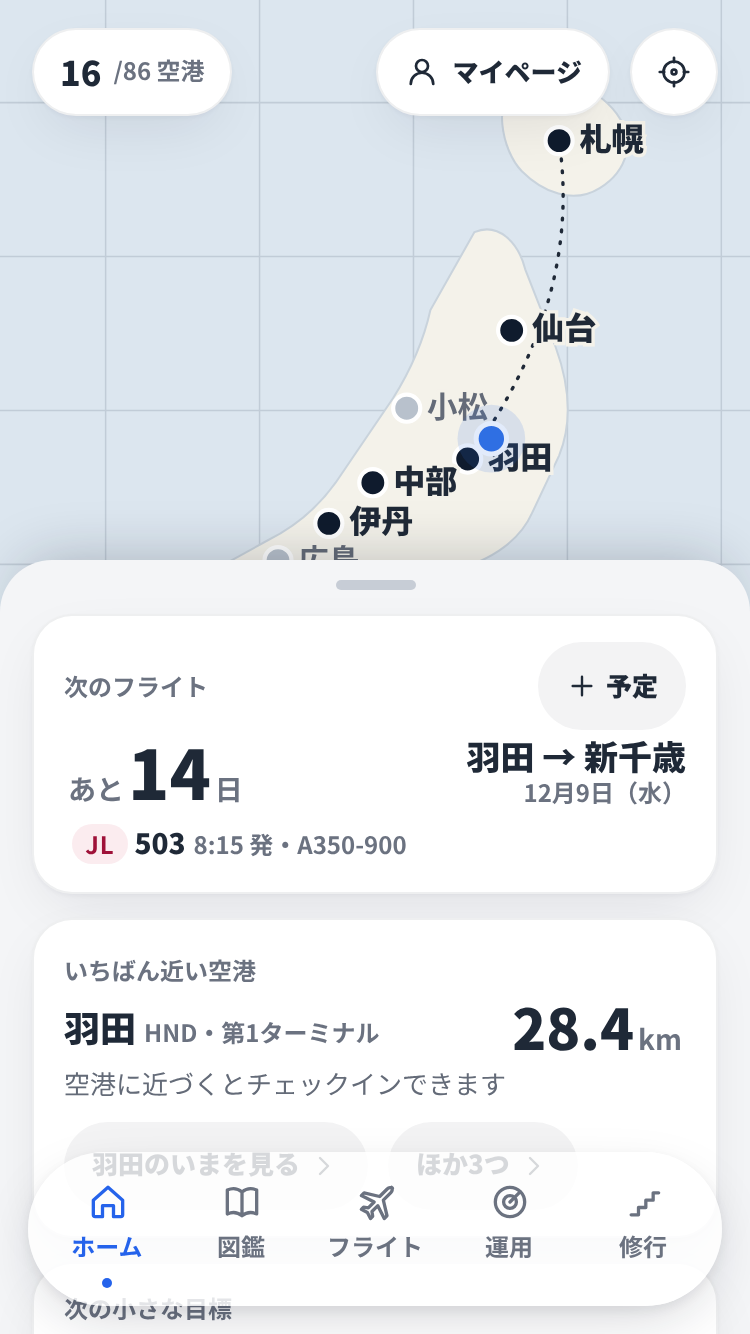 16 /86 空港
マイページ
札幌
仙台
小松
羽田
中部
伊丹
広島
次のフライト
＋ 予定
あと14日
羽田 → 新千歳
12月9日（水）
JL 503 8:15 発・A350-900
いちばん近い空港
羽田 HND・第1ターミナル
28.4km
空港に近づくとチェックインできます
羽田のいまを見る
ほか3つ
ホーム
図鑑
フライト
運用
修行
次の小さな目標